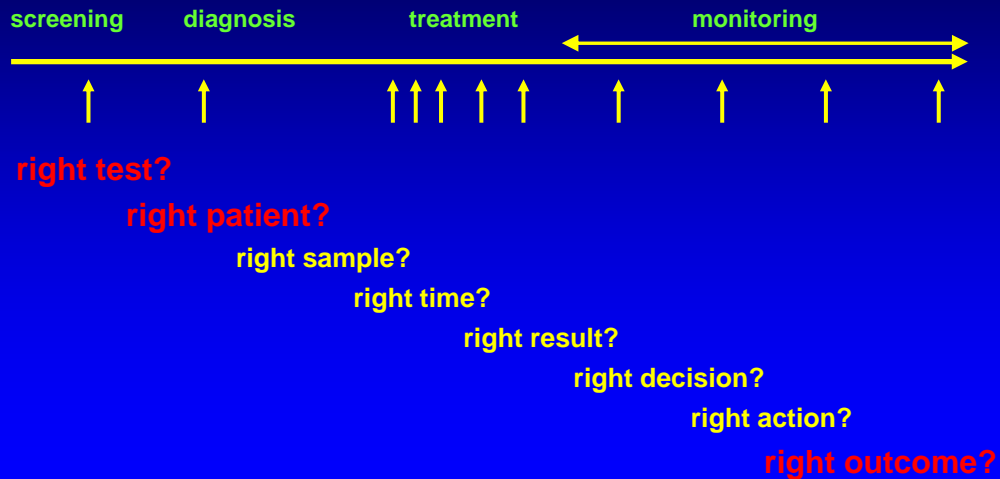 screening diagnosis treatment monitoring
right test?
right patient?
right sample?
right time?
right result?
right decision?
right action?
right outcome?